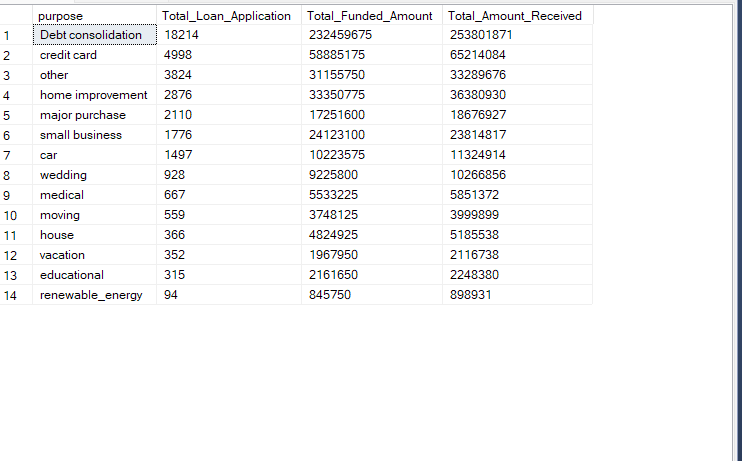 purpose Total_Loan_Application Total_Funded_Amount Total_Amount_Received
1 Debt consolidation 18214 232459675 253801871
2 credit card 4998 58885175 65214084
3 other 3824 31155750 33289676
4 home improvement 2876 33350775 36380930
5 major purchase 2110 17251600 18676927
6 small business 1776 24123100 23814817
7 car 1497 10223575 11324914
8 wedding 928 9225800 10266856
9 medical 667 5533225 5851372
10 moving 559 3748125 3999899
11 house 366 4824925 5185538
12 vacation 352 1967950 2116738
13 educational 315 2161650 2248380
14 renewable_energy 94 845750 898931